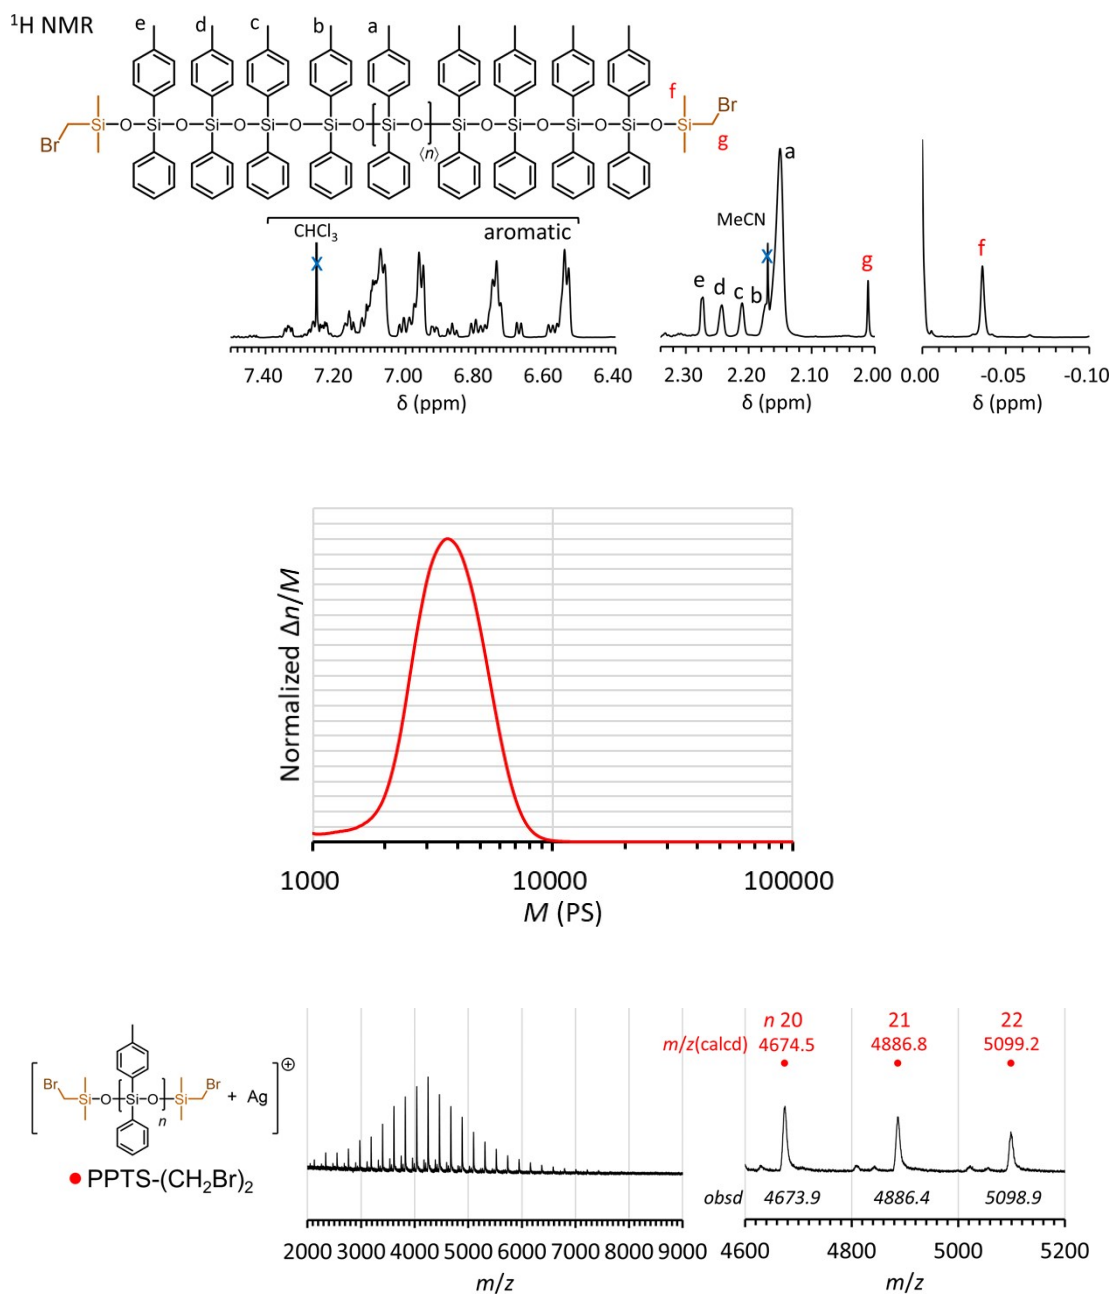 ¹H NMR
e d c b a
f
Br
Si O Si O Si O Si O Si O Si O Si O Si O Si O Si O Si
Br
⟨n⟩
g
CHCl₃
aromatic
MeCN
a
e d c b
g
f
7.40 7.20 7.00 6.80 6.60 6.40
δ (ppm)
2.30 2.20 2.10 2.00
δ (ppm)
0.00 -0.05 -0.10
δ (ppm)
Normalized Δn/M
1000 10000 100000
M (PS)
Br Si O Si O Si Br + Ag ⊕
n
● PPTS-(CH₂Br)₂
2000 3000 4000 5000 6000 7000 8000 9000
m/z
n 20 21 22
m/z(calcd) 4674.5 4886.8 5099.2
obsd 4673.9 4886.4 5098.9
4600 4800 5000 5200
m/z